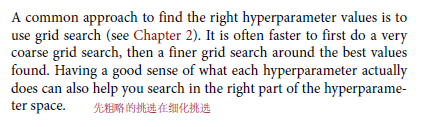 A common approach to find the right hyperparameter values is to
use grid search (see Chapter 2). It is often faster to first do a very
coarse grid search, then a finer grid search around the best values
found. Having a good sense of what each hyperparameter actually
does can also help you search in the right part of the hyperparame‐
ter space. 先粗略的挑选在细化挑选